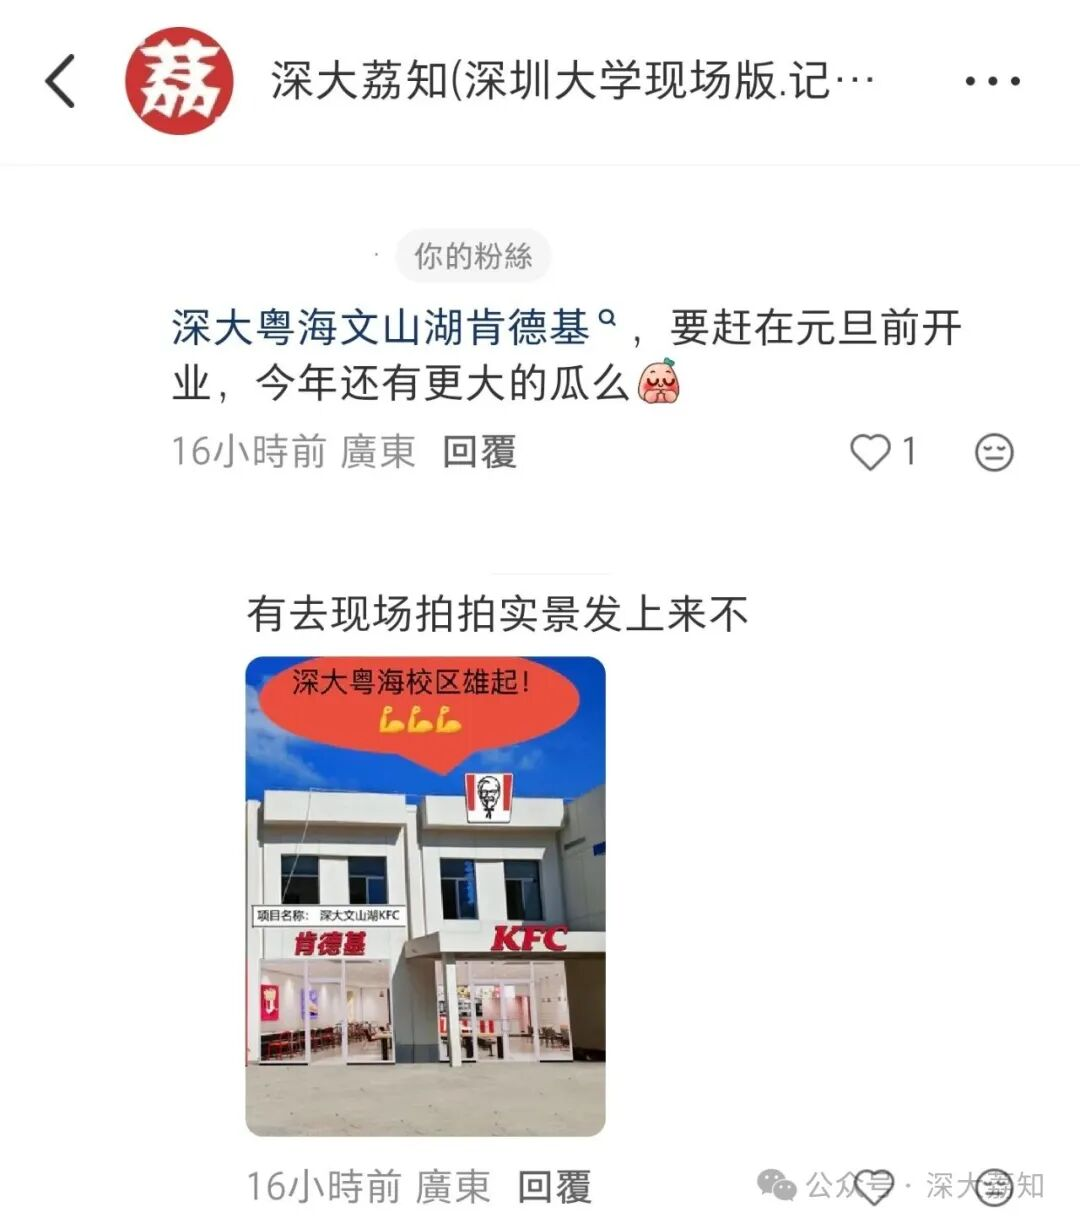 荔
深大荔知(深圳大学现场版.记…
你的粉絲
深大粤海文山湖肯德基，要赶在元旦前开
业，今年还有更大的瓜么
16小時前 廣東 回覆
1
有去现场拍拍实景发上来不
深大粤海校区雄起！
项目名称： 深大文山湖KFC
肯德基
KFC
16小時前 廣東 回覆
公众号 · 深大荔知